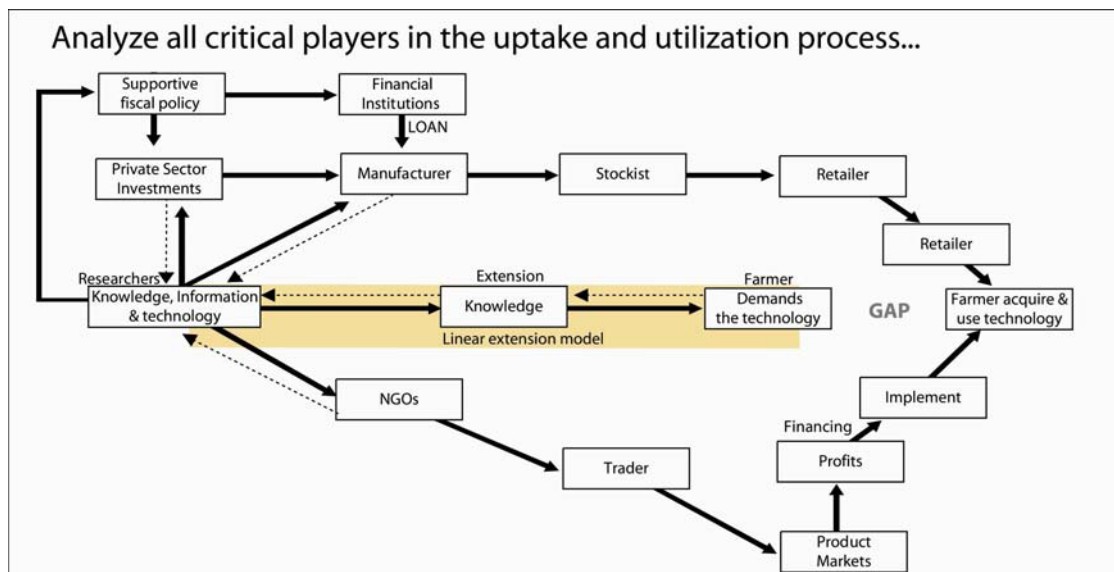 Analyze all critical players in the uptake and utilization process...
Supportive
fiscal policy
Financial
Institutions
LOAN
Private Sector
Investments
Manufacturer
Stockist
Retailer
Retailer
Researchers
Knowledge, Information
& technology
Extension
Knowledge
Farmer
Demands
the technology
GAP
Farmer acquire &
use technology
Linear extension model
NGOs
Implement
Financing
Trader
Profits
Product
Markets